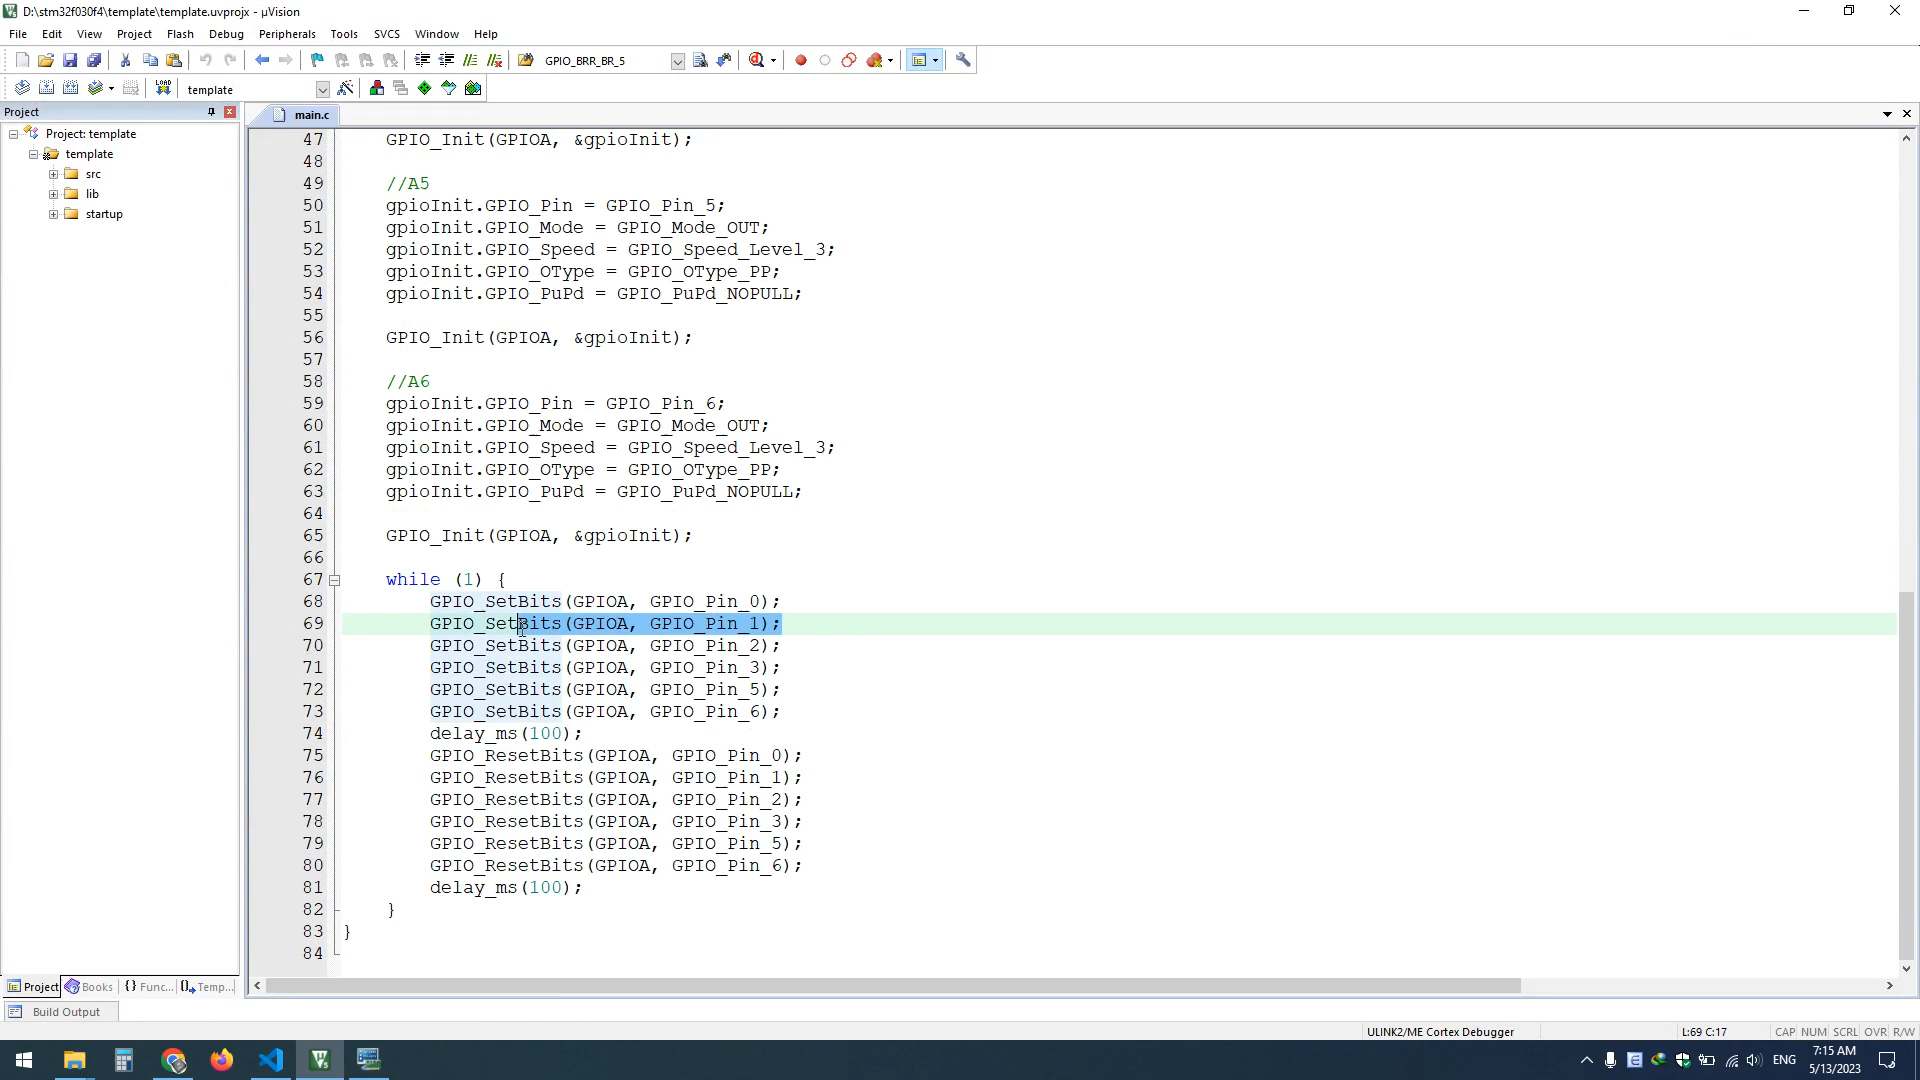 D:\stm32f030f4\template\template.uvprojx - µVision
File Edit View Project Flash Debug Peripherals Tools SVCS Window Help
GPIO_BRR_BR_5
LOAD template
Project
main.c
Project: template
template
src
lib
startup
47 GPIO_Init(GPIOA, &gpioInit);
48
49 //A5
50 gpioInit.GPIO_Pin = GPIO_Pin_5;
51 gpioInit.GPIO_Mode = GPIO_Mode_OUT;
52 gpioInit.GPIO_Speed = GPIO_Speed_Level_3;
53 gpioInit.GPIO_OType = GPIO_OType_PP;
54 gpioInit.GPIO_PuPd = GPIO_PuPd_NOPULL;
55
56 GPIO_Init(GPIOA, &gpioInit);
57
58 //A6
59 gpioInit.GPIO_Pin = GPIO_Pin_6;
60 gpioInit.GPIO_Mode = GPIO_Mode_OUT;
61 gpioInit.GPIO_Speed = GPIO_Speed_Level_3;
62 gpioInit.GPIO_OType = GPIO_OType_PP;
63 gpioInit.GPIO_PuPd = GPIO_PuPd_NOPULL;
64
65 GPIO_Init(GPIOA, &gpioInit);
66
67 while (1) {
68 GPIO_SetBits(GPIOA, GPIO_Pin_0);
69 GPIO_SetBits(GPIOA, GPIO_Pin_1);
70 GPIO_SetBits(GPIOA, GPIO_Pin_2);
71 GPIO_SetBits(GPIOA, GPIO_Pin_3);
72 GPIO_SetBits(GPIOA, GPIO_Pin_5);
73 GPIO_SetBits(GPIOA, GPIO_Pin_6);
74 delay_ms(100);
75 GPIO_ResetBits(GPIOA, GPIO_Pin_0);
76 GPIO_ResetBits(GPIOA, GPIO_Pin_1);
77 GPIO_ResetBits(GPIOA, GPIO_Pin_2);
78 GPIO_ResetBits(GPIOA, GPIO_Pin_3);
79 GPIO_ResetBits(GPIOA, GPIO_Pin_5);
80 GPIO_ResetBits(GPIOA, GPIO_Pin_6);
81 delay_ms(100);
82 }
83 }
84
Project Books {} Func... Temp...
Build Output
ULINK2/ME Cortex Debugger L:69 C:17 CAP NUM SCRL OVR R/W
ENG 7:15 AM
5/13/2023